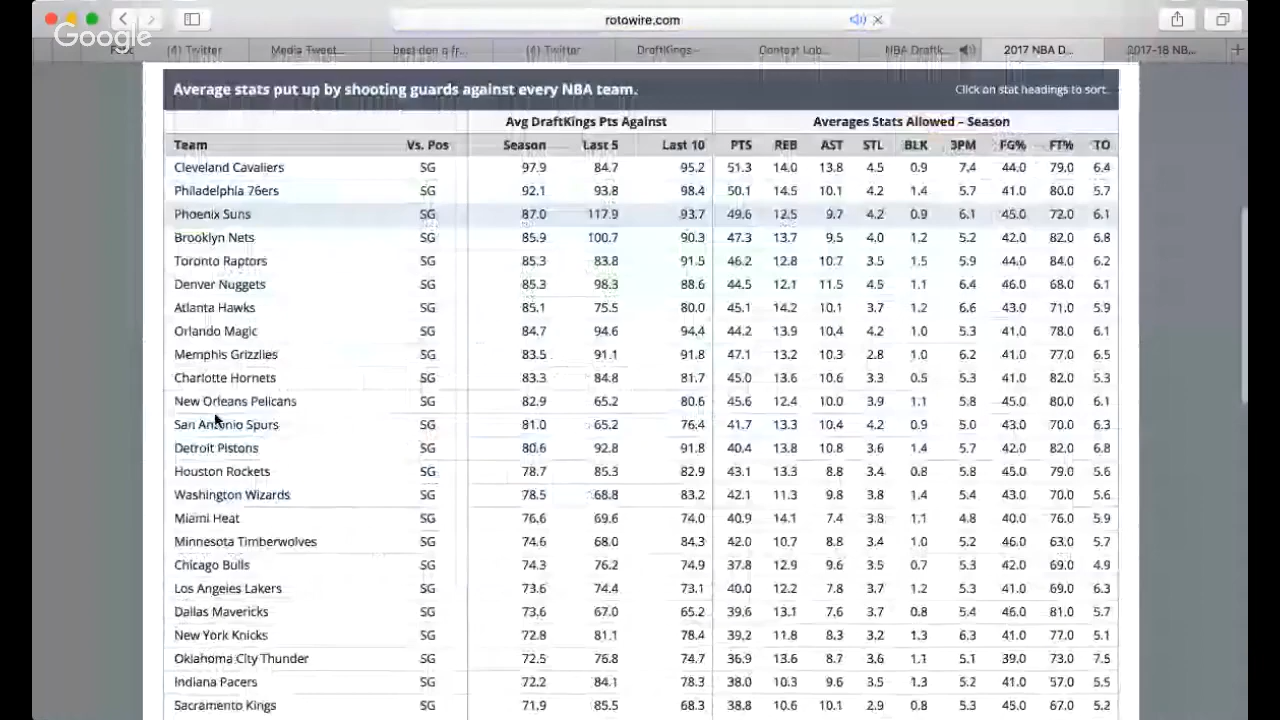 rotowire.com
Google
(4) Twitter
Media Tweet...
best don q fr...
(1) Twitter
DraftKings...
Contest Lob...
NBA Draftk...
2017 NBA D...
2017-18 NB...
Average stats put up by shooting guards against every NBA team.
Click on stat headings to sort.
Avg DraftKings Pts Against Averages Stats Allowed – Season
Team Vs. Pos Season Last 5 Last 10 PTS REB AST STL BLK 3PM FG% FT% TO
Cleveland Cavaliers SG 97.9 84.7 95.2 51.3 14.0 13.8 4.5 0.9 7.4 44.0 79.0 6.4
Philadelphia 76ers SG 92.1 93.8 98.4 50.1 14.5 10.1 4.2 1.4 5.7 41.0 80.0 5.7
Phoenix Suns SG 87.0 117.9 93.7 49.6 12.5 9.7 4.2 0.9 6.1 45.0 72.0 6.1
Brooklyn Nets SG 85.9 100.7 90.3 47.3 13.7 9.5 4.0 1.2 5.2 42.0 82.0 6.8
Toronto Raptors SG 85.3 83.8 91.5 46.2 12.8 10.7 3.5 1.5 5.9 44.0 84.0 6.2
Denver Nuggets SG 85.3 98.3 88.6 44.5 12.1 11.5 4.5 1.1 6.4 46.0 68.0 6.1
Atlanta Hawks SG 85.1 75.5 80.0 45.1 14.2 10.1 3.7 1.2 6.6 43.0 71.0 5.9
Orlando Magic SG 84.7 94.6 94.4 44.2 13.9 10.4 4.2 1.0 5.3 41.0 78.0 6.1
Memphis Grizzlies SG 83.5 91.1 91.8 47.1 13.2 10.3 2.8 1.0 6.2 41.0 77.0 6.5
Charlotte Hornets SG 83.3 84.8 81.7 45.0 13.6 10.6 3.3 0.5 5.3 41.0 82.0 5.3
New Orleans Pelicans SG 82.9 65.2 80.6 45.6 12.4 10.0 3.9 1.1 5.8 45.0 80.0 6.1
San Antonio Spurs SG 81.0 65.2 76.4 41.7 13.3 10.4 4.2 0.9 5.0 43.0 70.0 6.3
Detroit Pistons SG 80.6 92.8 91.8 40.4 13.8 10.8 3.6 1.4 5.7 42.0 82.0 6.8
Houston Rockets SG 78.7 85.3 82.9 43.1 13.3 8.8 3.4 0.8 5.8 45.0 79.0 5.6
Washington Wizards SG 78.5 68.8 83.2 42.1 11.3 9.8 3.8 1.4 5.4 43.0 70.0 5.6
Miami Heat SG 76.6 69.6 74.0 40.9 14.1 7.4 3.8 1.1 4.8 40.0 76.0 5.9
Minnesota Timberwolves SG 74.6 68.0 84.3 42.0 10.7 8.8 3.4 1.0 5.2 46.0 63.0 5.7
Chicago Bulls SG 74.3 76.2 74.9 37.8 12.9 9.6 3.5 0.7 5.3 42.0 69.0 4.9
Los Angeles Lakers SG 73.6 74.4 73.1 40.0 12.2 7.8 3.7 1.2 5.3 41.0 69.0 6.3
Dallas Mavericks SG 73.6 67.0 65.2 39.6 13.1 7.6 3.7 0.8 5.4 46.0 81.0 5.7
New York Knicks SG 72.8 81.1 78.4 39.2 11.8 8.3 3.2 1.3 6.3 41.0 77.0 5.1
Oklahoma City Thunder SG 72.5 76.8 74.7 36.9 13.6 8.7 3.6 1.1 5.1 39.0 73.0 7.5
Indiana Pacers SG 72.2 84.1 78.3 38.0 10.3 9.6 3.5 1.3 5.2 42.0 57.0 5.5
Sacramento Kings SG 71.9 85.5 68.3 38.8 10.6 10.1 2.9 0.8 5.3 45.0 67.0 5.2